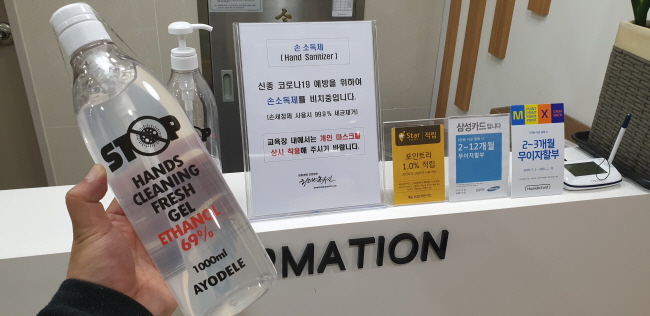 STOP
HANDS
CLEANING
FRESH
GEL
ETHANOL
69%
1000ml
AYODELE
손 소독제
( Hand Sanitizer )
신종 코로나19 예방을 위하여
손소독제를 비치중입니다.
(손세정제 사용시 99.9% 세균제거)
교육장 내에서는 개인 마스크를
상시 착용해 주시기 바랍니다.
Star 적립
포인트리
1.0% 적립
삼성카드입니다
2~12개월
무이자할부
M X
2~3개월
무이자할부
RMATION